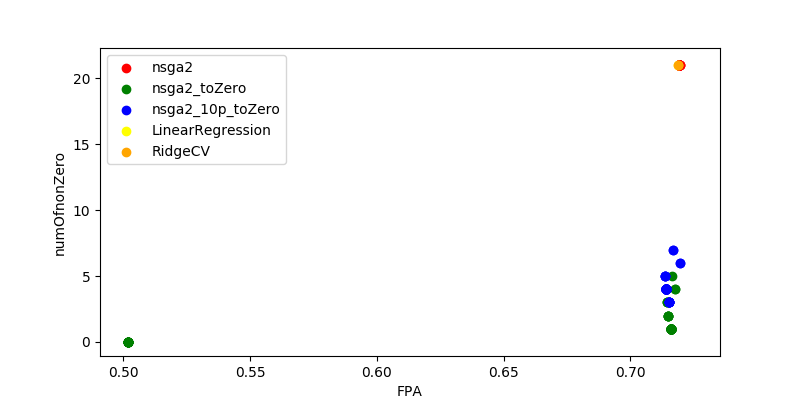 nsga2
nsga2_toZero
nsga2_10p_toZero
LinearRegression
RidgeCV
numOfnonZero
20
15
10
5
0
0.50 0.55 0.60 0.65 0.70
FPA